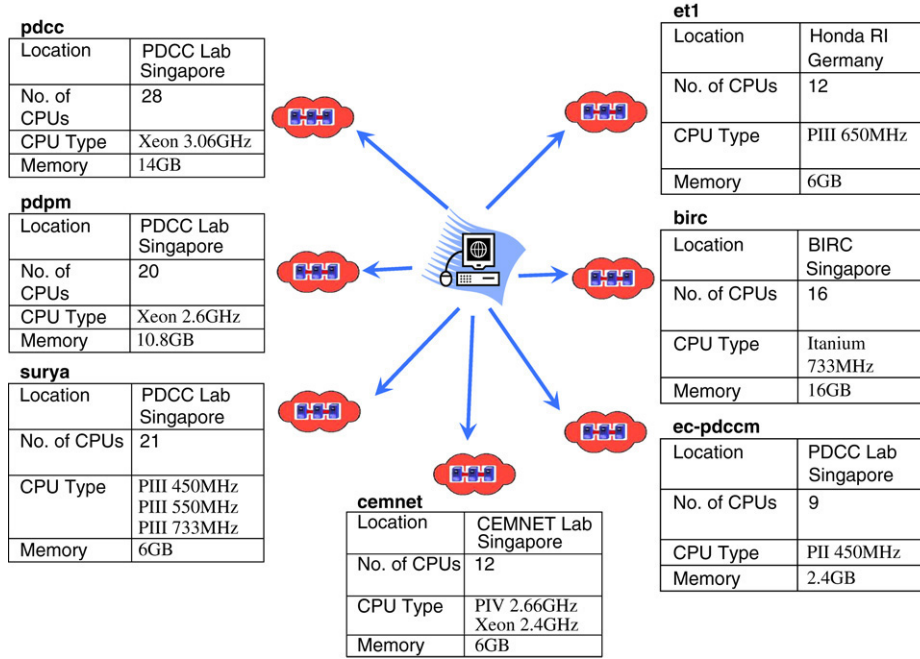 pdcc
Location PDCC Lab
Singapore
No. of 28
CPUs
CPU Type Xeon 3.06GHz
Memory 14GB
pdpm
Location PDCC Lab
Singapore
No. of 20
CPUs
CPU Type Xeon 2.6GHz
Memory 10.8GB
surya
Location PDCC Lab
Singapore
No. of CPUs 21
CPU Type PIII 450MHz
PIII 550MHz
PIII 733MHz
Memory 6GB
cemnet
Location CEMNET Lab
Singapore
No. of CPUs 12
CPU Type PIV 2.66GHz
Xeon 2.4GHz
Memory 6GB
et1
Location Honda RI
Germany
No. of CPUs 12
CPU Type PIII 650MHz
Memory 6GB
birc
Location BIRC
Singapore
No. of CPUs 16
CPU Type Itanium
733MHz
Memory 16GB
ec-pdccm
Location PDCC Lab
Singapore
No. of CPUs 9
CPU Type PII 450MHz
Memory 2.4GB